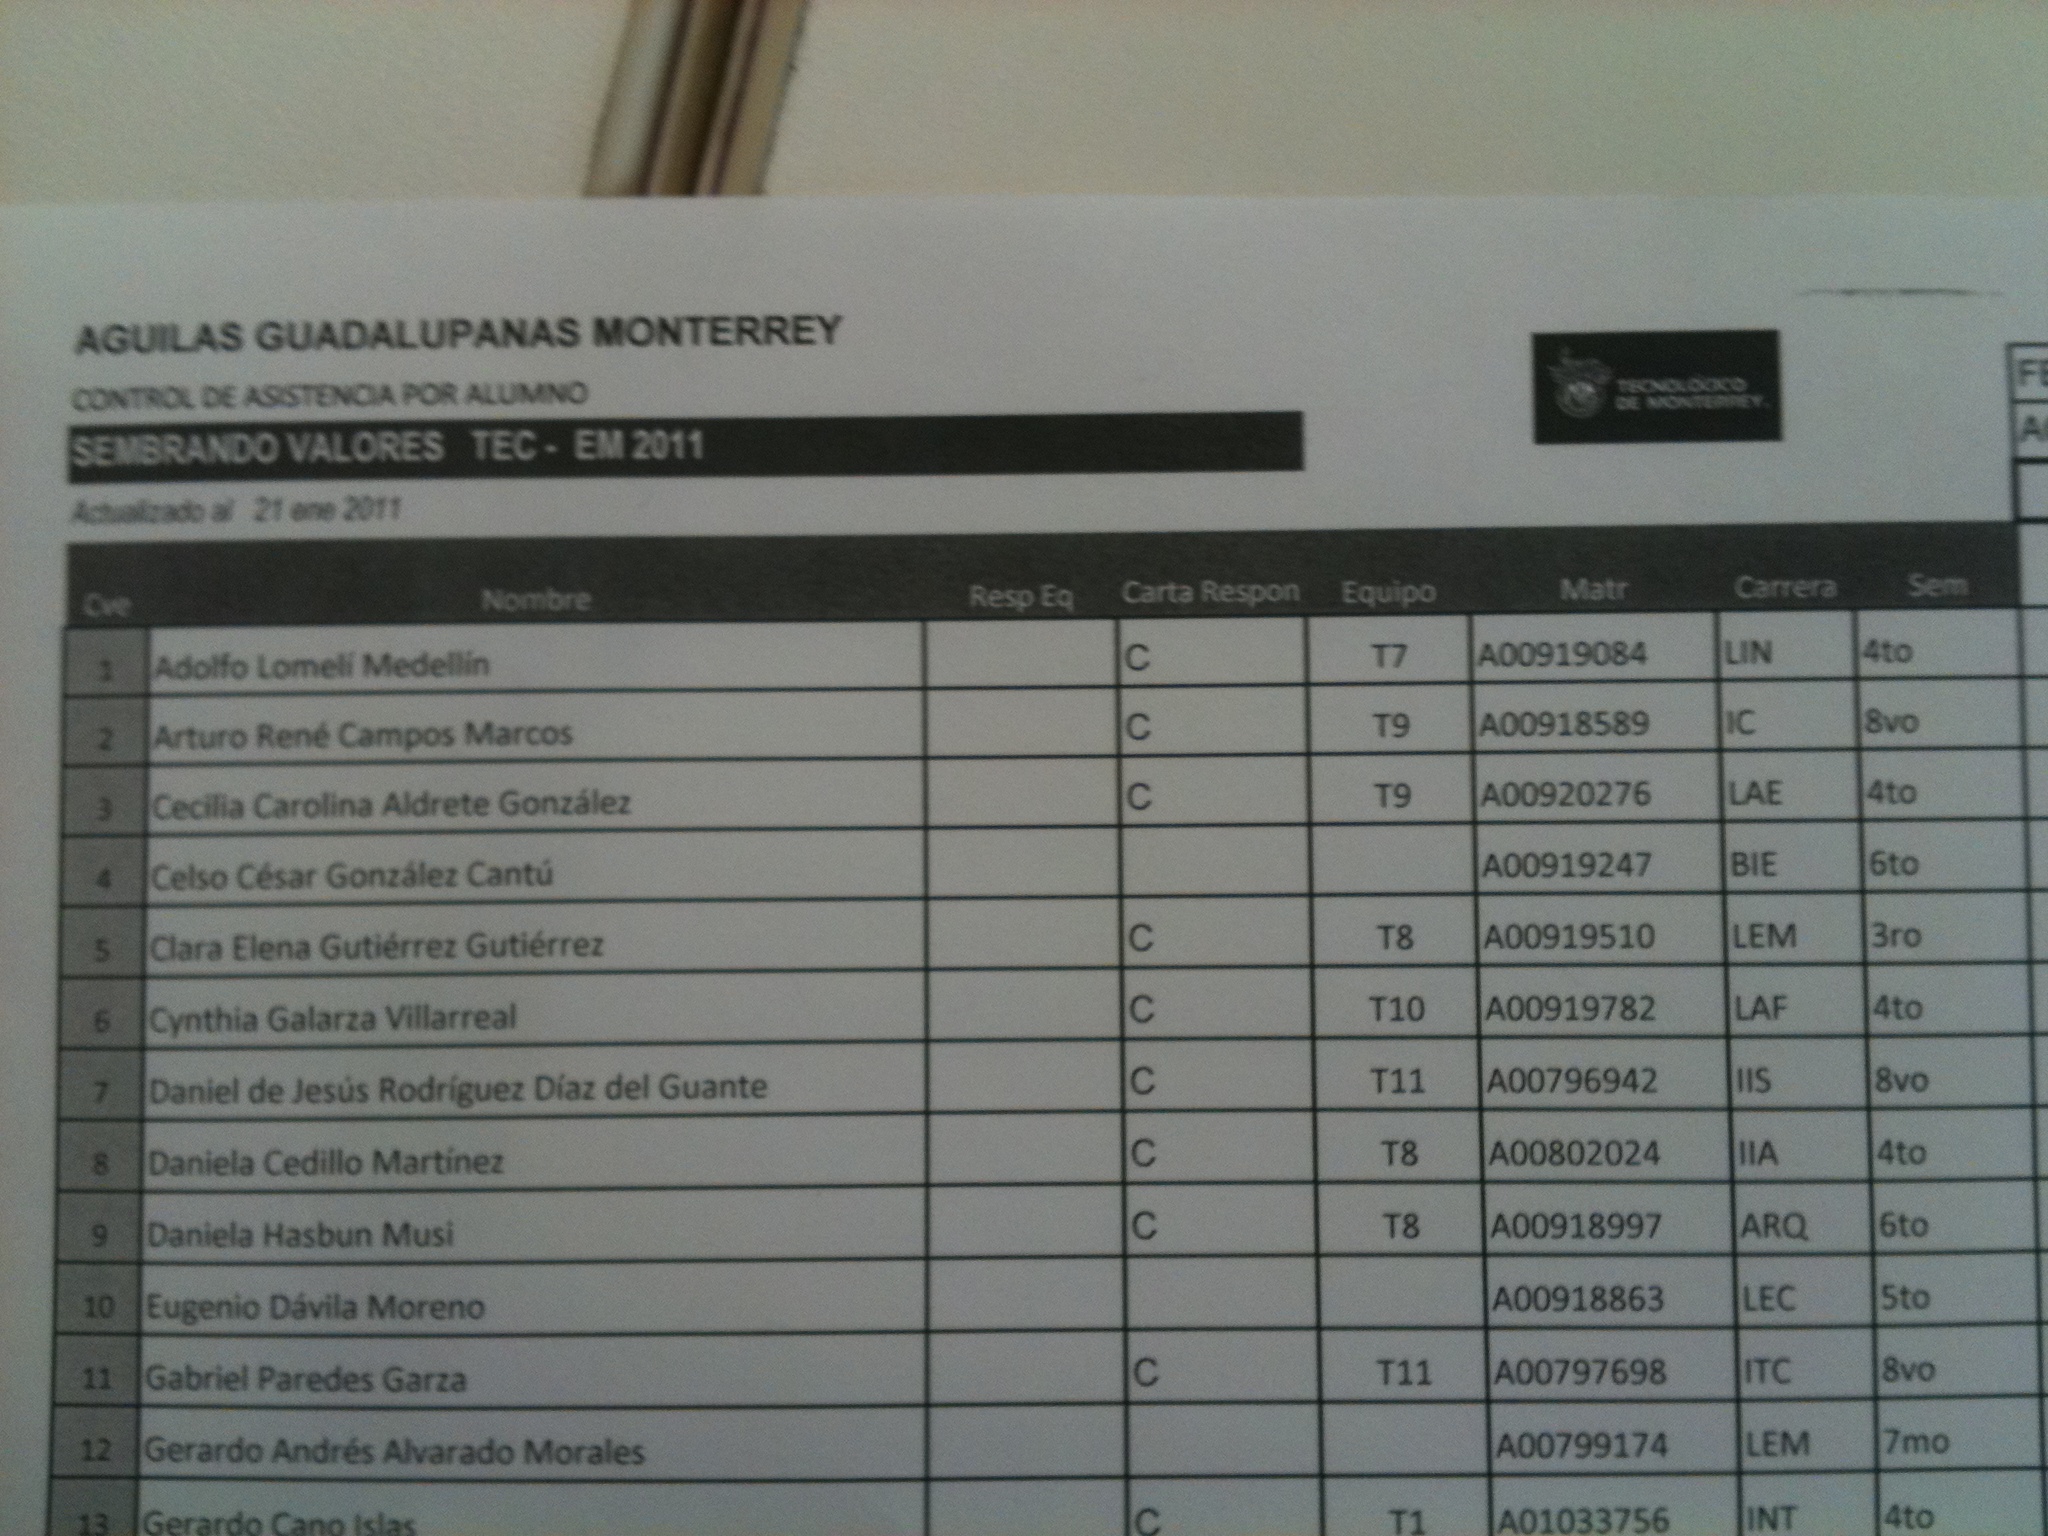 AGUILAS GUADALUPANAS MONTERREY
CONTROL DE ASISTENCIA POR ALUMNO
SEMBRANDO VALORES TEC - EM 2011
TECNOLÓGICO
DE MONTERREY.
Actualizado al 21 ene 2011
Cve Nombre Resp Eq Carta Respon Equipo Matr Carrera Sem
1 Adolfo Lomelí Medellín C T7 A00919084 LIN 4to
2 Arturo René Campos Marcos C T9 A00918589 IC 8vo
3 Cecilia Carolina Aldrete González C T9 A00920276 LAE 4to
4 Celso César González Cantú A00919247 BIE 6to
5 Clara Elena Gutiérrez Gutiérrez C T8 A00919510 LEM 3ro
6 Cynthia Galarza Villarreal C T10 A00919782 LAF 4to
7 Daniel de Jesús Rodríguez Díaz del Guante C T11 A00796942 IIS 8vo
8 Daniela Cedillo Martínez C T8 A00802024 IIA 4to
9 Daniela Hasbun Musi C T8 A00918997 ARQ 6to
10 Eugenio Dávila Moreno A00918863 LEC 5to
11 Gabriel Paredes Garza C T11 A00797698 ITC 8vo
12 Gerardo Andrés Alvarado Morales A00799174 LEM 7mo
13 Gerardo Cano Islas C T1 A01033756 INT 4to